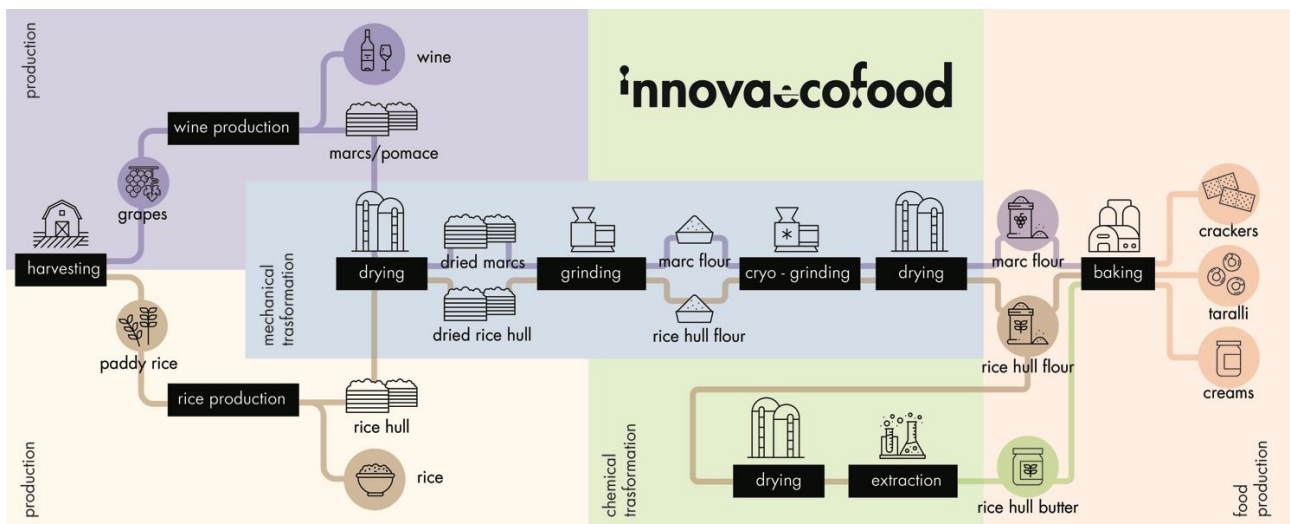 production
wine
innovaecofood
wine production
marcs/pomace
grapes
harvesting
mechanical
trasformation
drying
dried marcs
dried rice hull
grinding
marc flour
rice hull flour
cryo - grinding
drying
marc flour
rice hull flour
baking
crackers
taralli
creams
paddy rice
rice production
rice hull
rice
production
chemical
trasformation
drying
extraction
rice hull butter
food
production